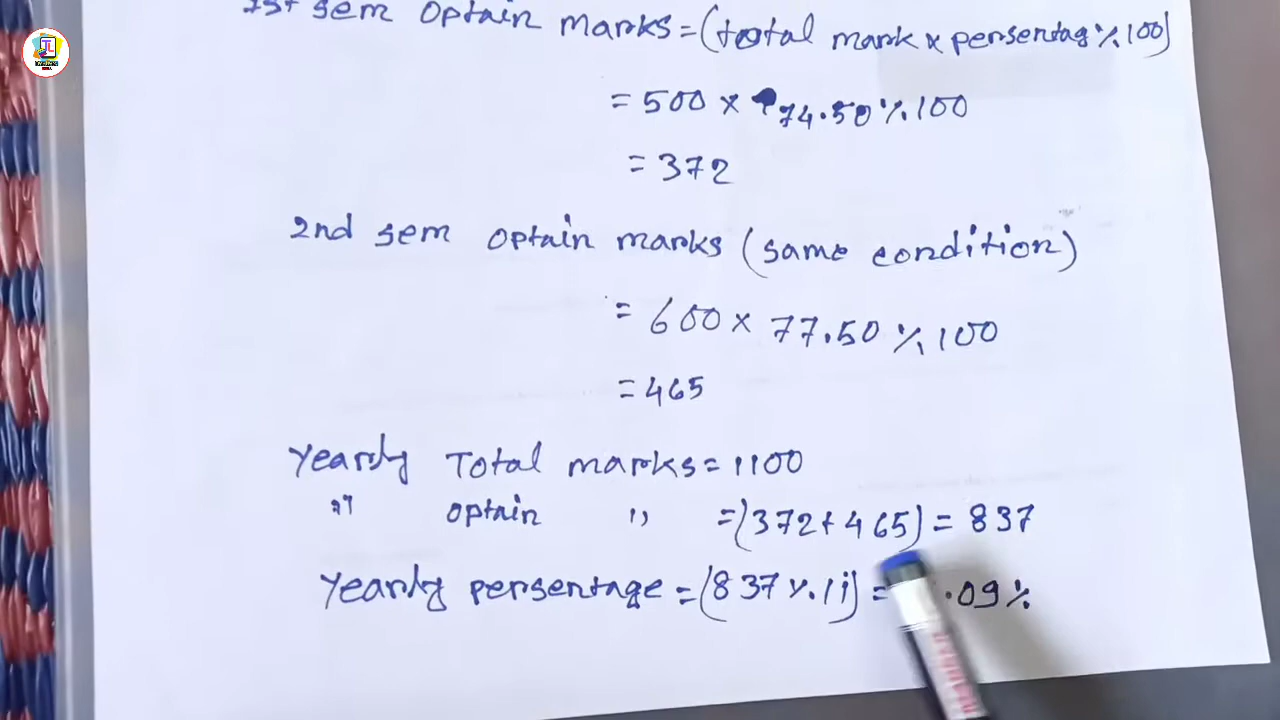 1st sem Optain marks=(total mark x persentag%100)
= 500 x 74.50%100
= 372
2nd sem Optain marks (same condition)
= 600 x 77.50 % 100
= 465
Yearly Total marks=1100
" Optain " =(372+465) = 837
Yearly persentage =(837%.11) = .09%